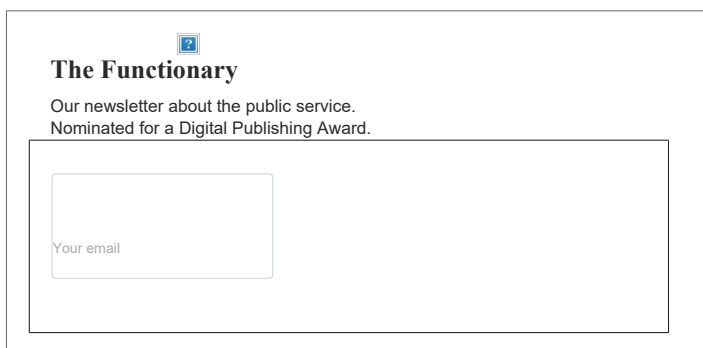 The Functionary
Our newsletter about the public service.
Nominated for a Digital Publishing Award.
Your email